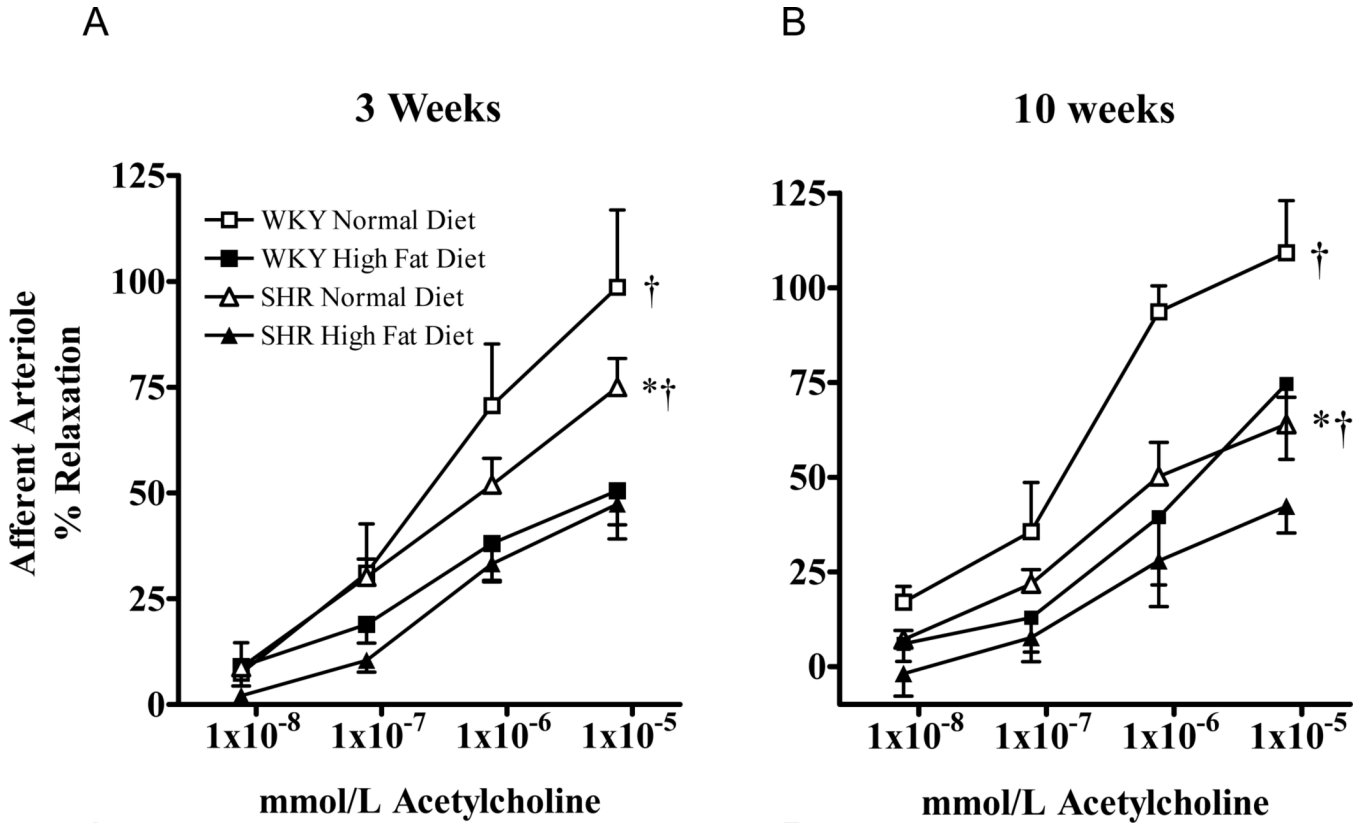 A
B
3 Weeks
10 weeks
Afferent Arteriole
% Relaxation
125
100
75
50
25
0
WKY Normal Diet
WKY High Fat Diet
SHR Normal Diet
SHR High Fat Diet
†
*†
1x10⁻⁸ 1x10⁻⁷ 1x10⁻⁶ 1x10⁻⁵
mmol/L Acetylcholine
125
100
75
50
25
0
†
*†
1x10⁻⁸ 1x10⁻⁷ 1x10⁻⁶ 1x10⁻⁵
mmol/L Acetylcholine